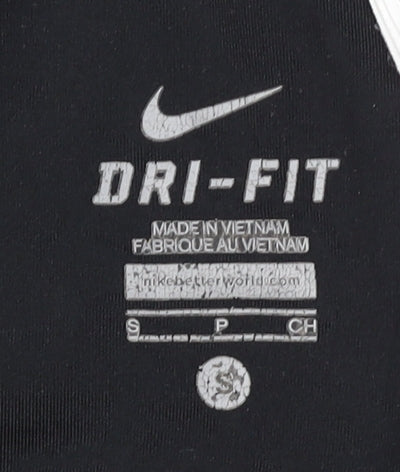 DRI-FIT
MADE IN VIETNAM
FABRIQUE AU VIETNAM
nikebetterworld.com
S P CH
S